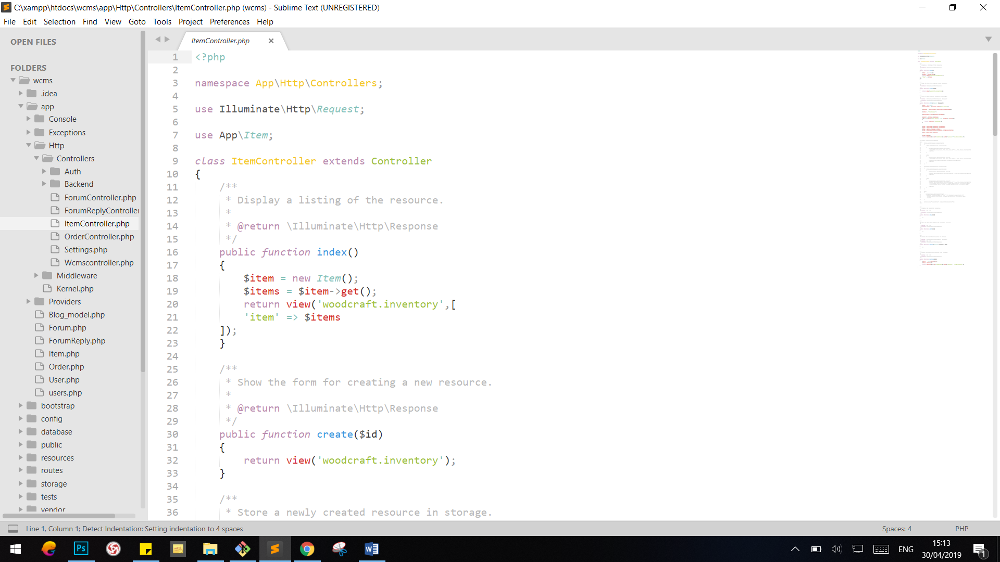 C:\xampp\htdocs\wcms\app\Http\Controllers\ItemController.php (wcms) - Sublime Text (UNREGISTERED)
File Edit Selection Find View Goto Tools Project Preferences Help
OPEN FILES
FOLDERS
wcms
.idea
app
Console
Exceptions
Http
Controllers
Auth
Backend
ForumController.php
ForumReplyController
ItemController.php
OrderController.php
Settings.php
Wcmscontroller.php
Middleware
Kernel.php
Providers
Blog_model.php
Forum.php
ForumReply.php
Item.php
Order.php
User.php
users.php
bootstrap
config
database
public
resources
routes
storage
tests
vendor
ItemController.php
1 <?php
2
3 namespace App\Http\Controllers;
4
5 use Illuminate\Http\Request;
6
7 use App\Item;
8
9 class ItemController extends Controller
10 {
11 /**
12 * Display a listing of the resource.
13 *
14 * @return \Illuminate\Http\Response
15 */
16 public function index()
17 {
18 $item = new Item();
19 $items = $item->get();
20 return view('woodcraft.inventory',[
21 'item' => $items
22 ]);
23 }
24
25 /**
26 * Show the form for creating a new resource.
27 *
28 * @return \Illuminate\Http\Response
29 */
30 public function create($id)
31 {
32 return view('woodcraft.inventory');
33 }
34
35 /**
36 * Store a newly created resource in storage.
Line 1, Column 1; Detect Indentation: Setting indentation to 4 spaces
Spaces: 4
PHP
Ps
ENG
15:13
30/04/2019
1